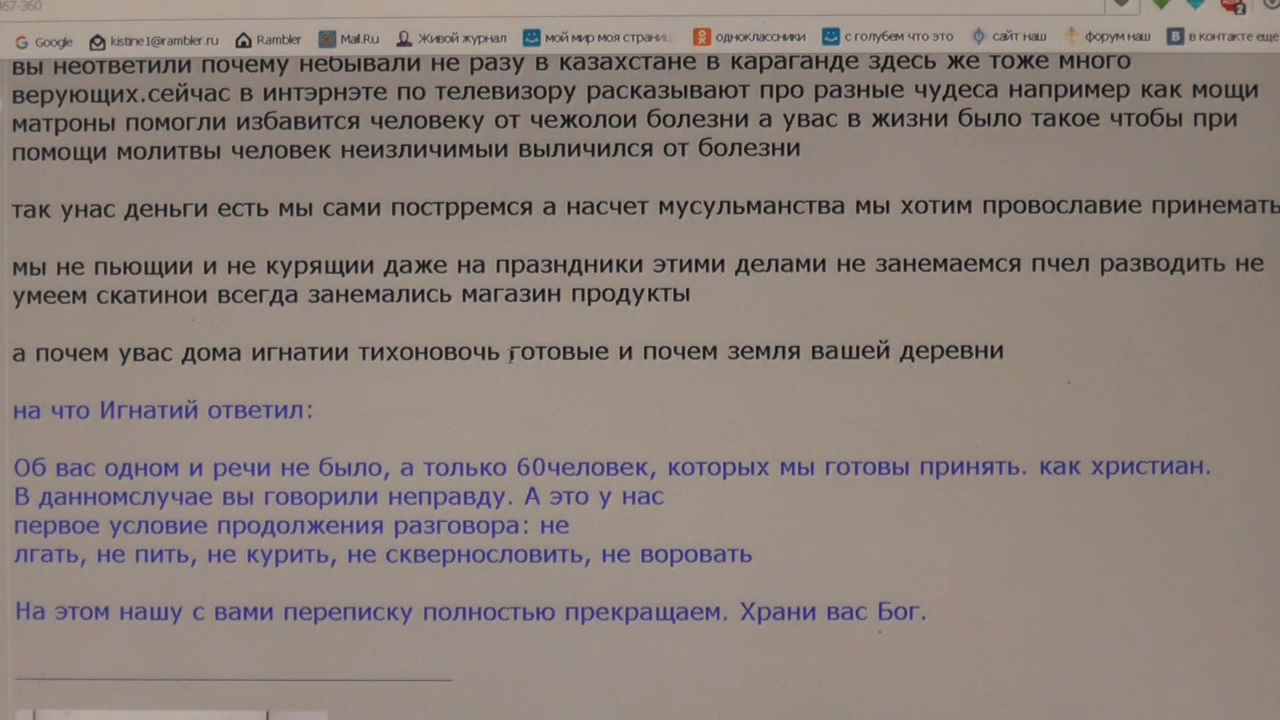 67-360
Google kistine1@rambler.ru Rambler Mail.Ru Живой журнал мой мир моя страниц одноклассники с голубем что это сайт наш форум наш в контакте еще
вы неответили почему небывали не разу в казахстане в караганде здесь же тоже много
верующих.сейчас в интэрнэте по телевизору расказывают про разные чудеса например как мощи
матроны помогли избавится человеку от чежолои болезни а увас в жизни было такое чтобы при
помощи молитвы человек неизличимыи выличился от болезни
так унас деньги есть мы сами пострремся а насчет мусульманства мы хотим провославие принемать
мы не пьющии и не курящии даже на празндники этими делами не занемаемся пчел разводить не
умеем скатинои всегда занемались магазин продукты
а почем увас дома игнатии тихоновочь готовые и почем земля вашей деревни
на что Игнатий ответил:
Об вас одном и речи не было, а только 60человек, которых мы готовы принять. как христиан.
В данномслучае вы говорили неправду. А это у нас
первое условие продолжения разговора: не
лгать, не пить, не курить, не сквернословить, не воровать
На этом нашу с вами переписку полностью прекращаем. Храни вас Бог.